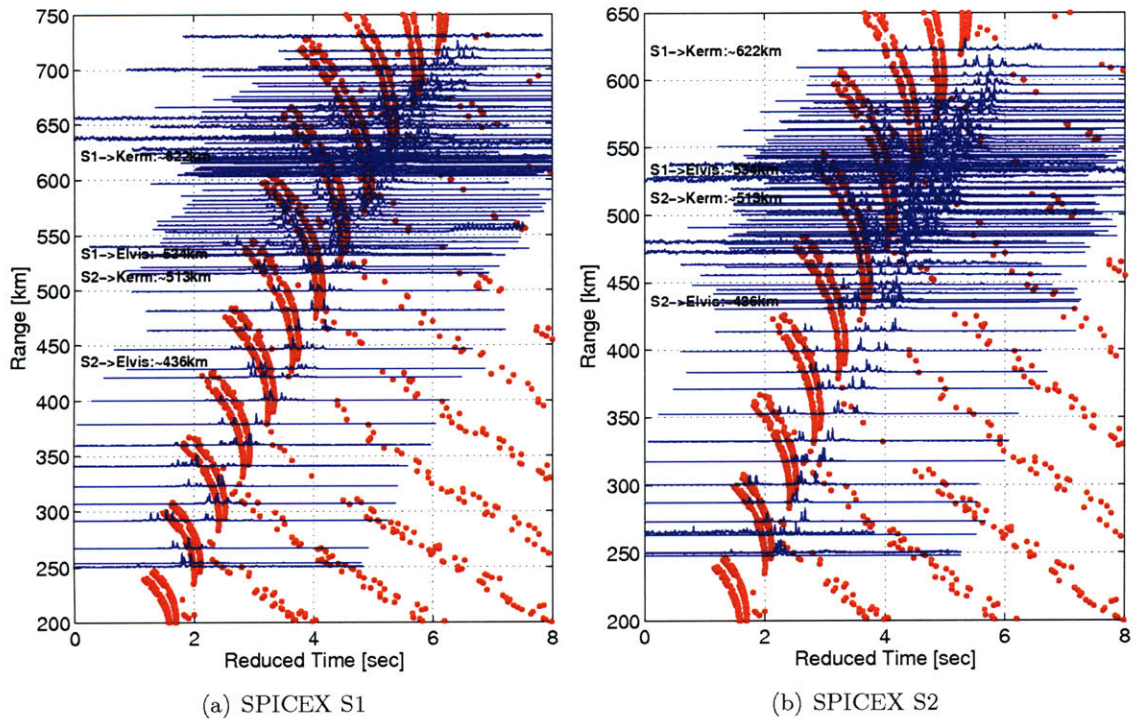 750
700
650
600
550
500
450
400
350
300
250
200
Range [km]
S1->Kerm:~622km
S1->Elvis:~534km
S2->Kerm:~513km
S2->Elvis:~436km
0 2 4 6 8
Reduced Time [sec]
(a) SPICEX S1
650
600
550
500
450
400
350
300
250
200
Range [km]
S1->Kerm:~622km
S1->Elvis:~534km
S2->Kerm:~513km
S2->Elvis:~436km
0 2 4 6 8
Reduced Time [sec]
(b) SPICEX S2